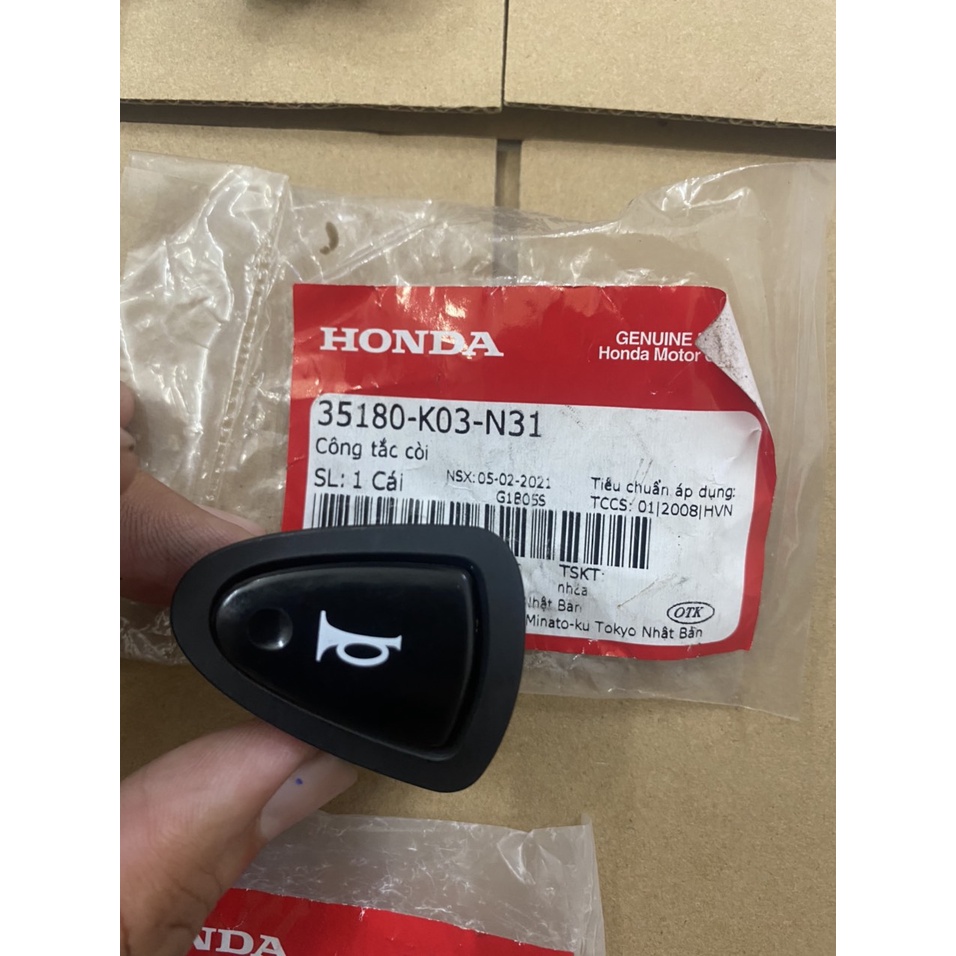 HONDA
GENUINE
Honda Motor
35180-K03-N31
Công tắc còi
SL: 1 Cái
NSX: 05-02-2021
G1805S
Tiêu chuẩn áp dụng:
TCCS: 01|2008|HVN
TSKT:
nhựa
Nhật Bản
OTK
Minato-ku Tokyo Nhật Bản
HONDA